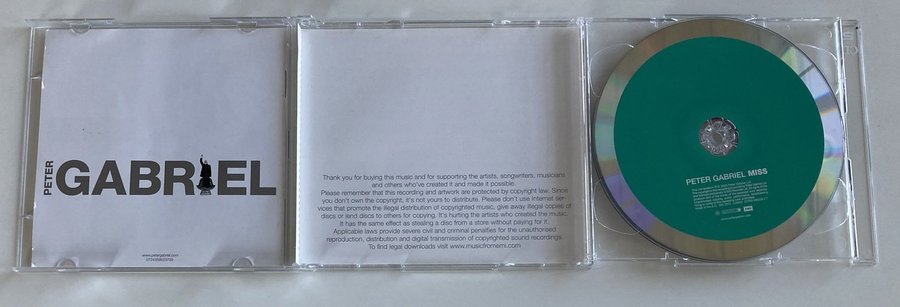 PETER
GABRIEL
www.petergabriel.com
Thank you for buying this music and for supporting the artists, songwriters, musicians
and others who've created it and made it possible.
Please remember that this recording and artwork are protected by copyright law. Since
you don't own the copyright, it's not yours to distribute. Please don't use Internet ser-
vices that promote the illegal distribution of copyrighted music, give away illegal copies of
discs or lend discs to others for copying. It's hurting the artists who created the music.
It has the same effect as stealing a disc from a store without paying for it.
Applicable laws provide severe civil and criminal penalties for the unauthoreed
reproduction, distribution and digital transmission of copyrighted sound recordings.
To find legal downloads visit www.musicfromemi.com
PETER GABRIEL MISS
EMI